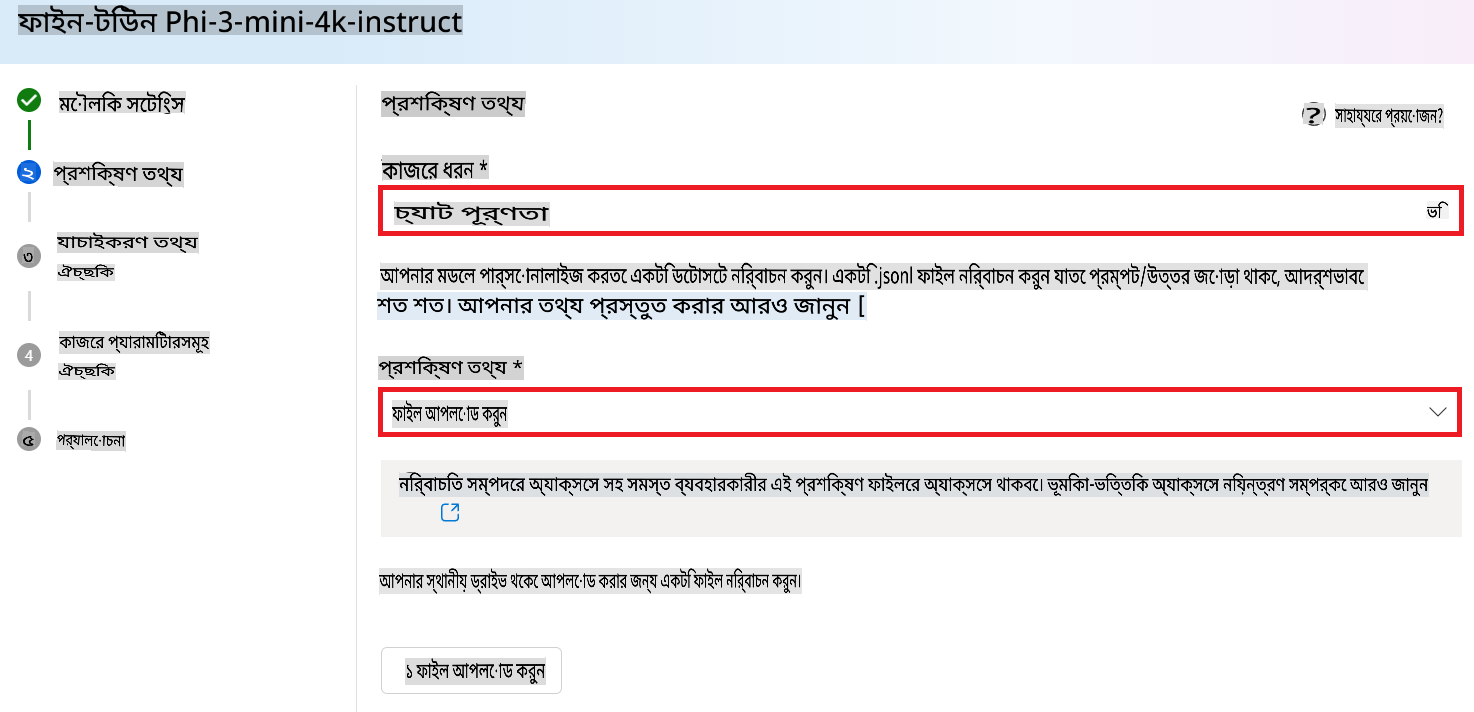 ফাইন-টিউন Phi-3-mini-4k-instruct
মৌলিক সেটিংস
২ প্রশিক্ষণ তথ্য
৩ যাচাইকরণ তথ্য
ঐচ্ছিক
4 কাজের প্যারামিটারসমূহ
ঐচ্ছিক
৫ পর্যালোচনা
প্রশিক্ষণ তথ্য
? সাহায্যের প্রয়োজন?
কাজের ধরন *
চ্যাট পূর্ণতা
ভি
আপনার মডেল পার্সোনালাইজ করতে একটি ডেটাসেট নির্বাচন করুন। একটি .jsonl ফাইল নির্বাচন করুন যাতে প্রম্পট/উত্তর জোড়া থাকে, আদর্শভাবে
শত শত। আপনার তথ্য প্রস্তুত করার আরও জানুন [
প্রশিক্ষণ তথ্য *
ফাইল আপলোড করুন
নির্বাচিত সম্পদের অ্যাক্সেস সহ সমস্ত ব্যবহারকারীর এই প্রশিক্ষণ ফাইলের অ্যাক্সেস থাকবে। ভূমিকা-ভিত্তিক অ্যাক্সেস নিয়ন্ত্রণ সম্পর্কে আরও জানুন
আপনার স্থানীয় ড্রাইভ থেকে আপলোড করার জন্য একটি ফাইল নির্বাচন করুন।
১ ফাইল আপলোড করুন